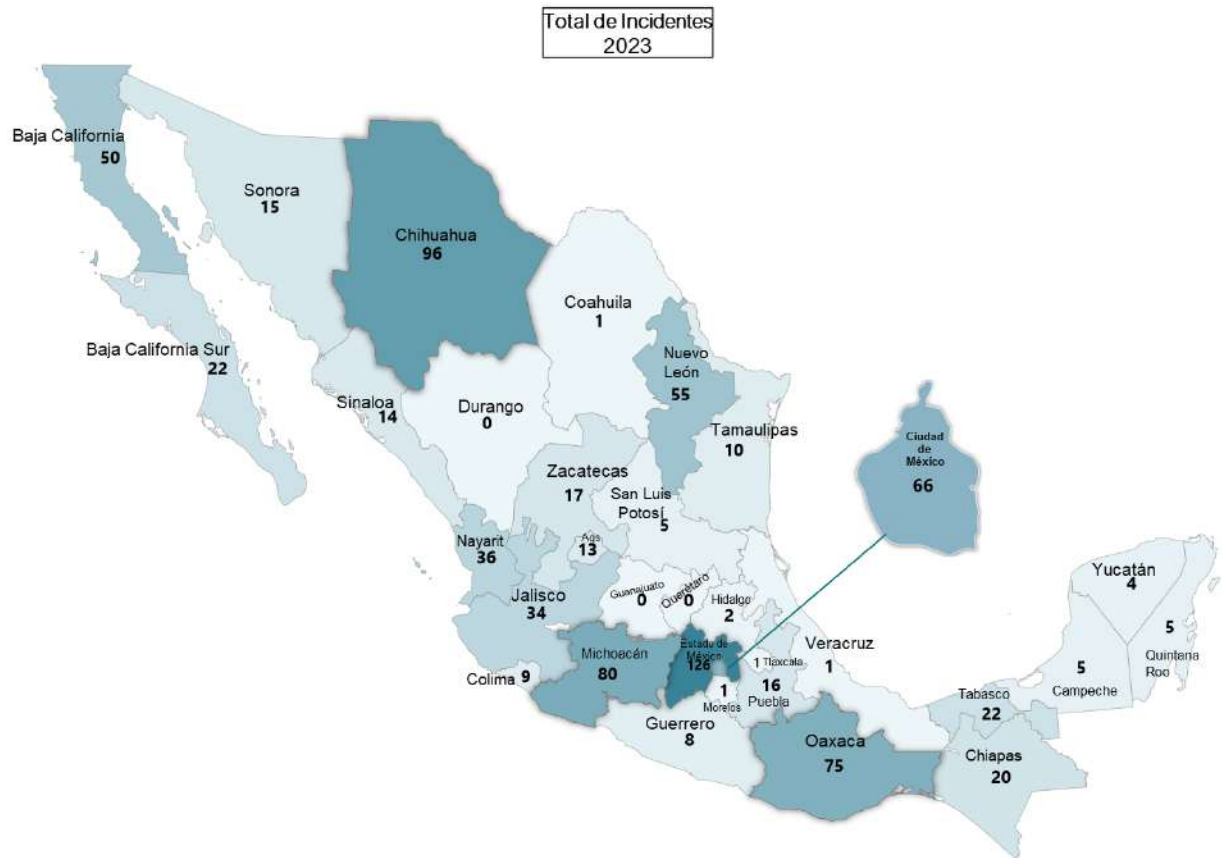 Total de Incidentes
2023
Baja California
50
Sonora
15
Chihuahua
96
Coahuila
1
Baja California Sur
22
Nuevo
León
55
Sinaloa
14
Durango
0
Tamaulipas
10
Ciudad
de
México
66
Zacatecas
17
San Luis
Potosí
5
Nayarit
36
Ags
13
Jalisco
34
Guanajuato
0
Querétaro
0
Hidalgo
2
Yucatán
4
5
Quintana
Roo
Michoacán
80
Estado de
México
126
1 Tlaxcala
Veracruz
1
Colima 9
1
Morelos
16
Puebla
5
Campeche
Tabasco
22
Guerrero
8
Oaxaca
75
Chiapas
20